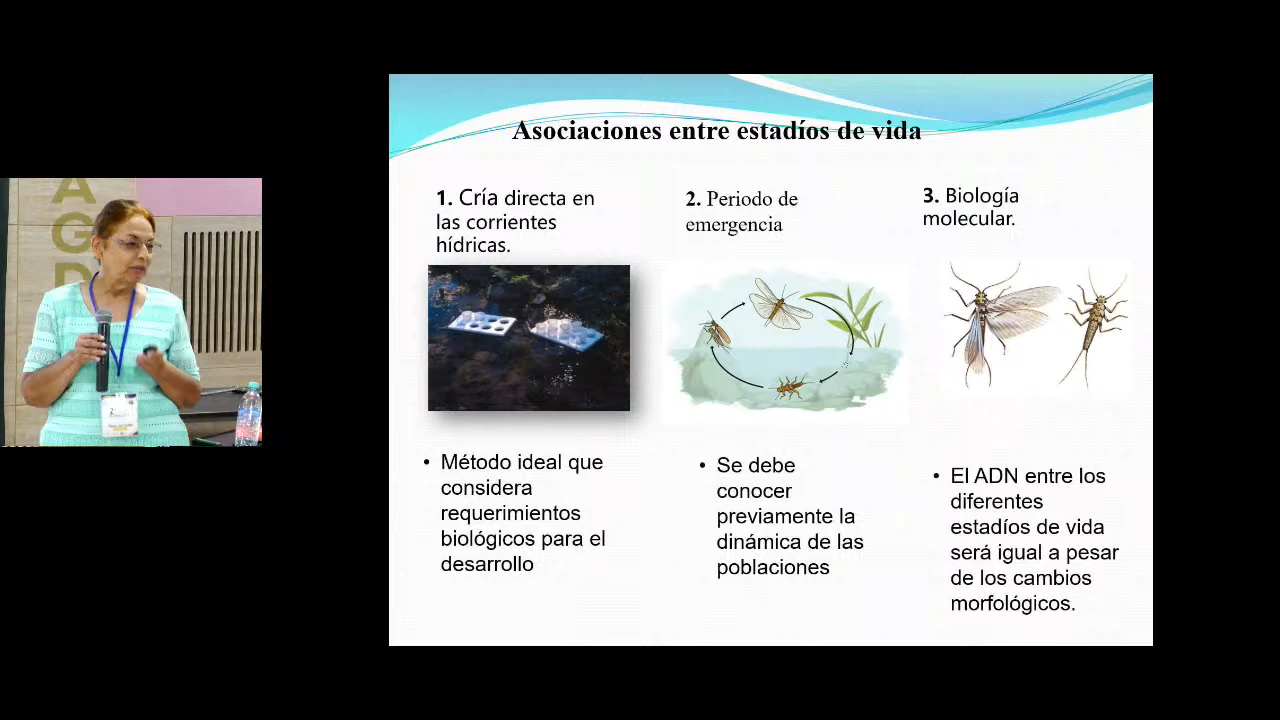 Asociaciones entre estadíos de vida
1. Cría directa en
las corrientes
hídricas.
2. Periodo de
emergencia
3. Biología
molecular.
• Método ideal que
considera
requerimientos
biológicos para el
desarrollo
• Se debe
conocer
previamente la
dinámica de las
poblaciones
• El ADN entre los
diferentes
estadíos de vida
será igual a pesar
de los cambios
morfológicos.
A
G
D